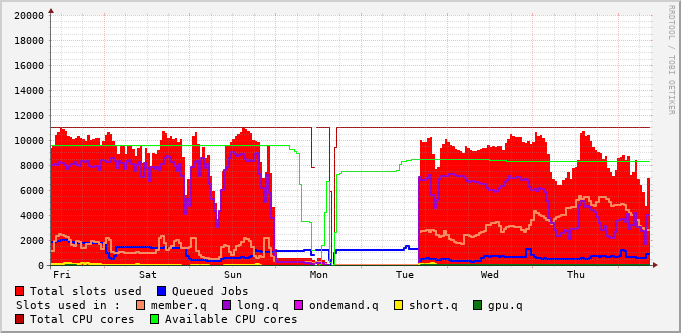 20000
18000
16000
14000
12000
10000
8000
6000
4000
2000
0
Fri Sat Sun Mon Tue Wed Thu
Total slots used Queued Jobs
Slots used in : member.q long.q ondemand.q short.q gpu.q
Total CPU cores Available CPU cores
RRDTOOL / TOBI OETIKER